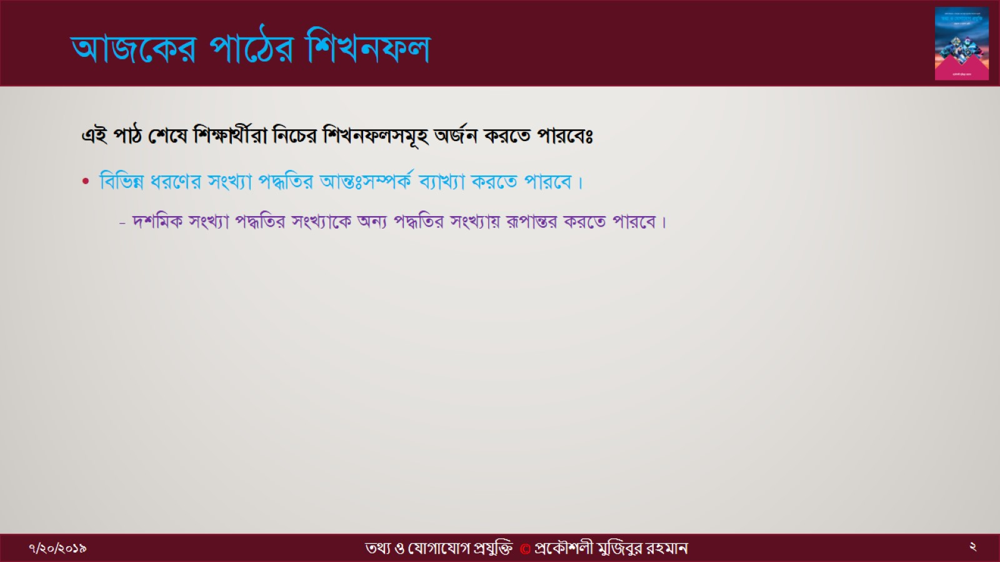 আজকের পাঠের শিখনফল
এই পাঠ শেষে শিক্ষার্থীরা নিচের শিখনফলসমূহ অর্জন করতে পারবেঃ
• বিভিন্ন ধরণের সংখ্যা পদ্ধতির আন্তঃসম্পর্ক ব্যাখ্যা করতে পারবে।
- দশমিক সংখ্যা পদ্ধতির সংখ্যাকে অন্য পদ্ধতির সংখ্যায় রূপান্তর করতে পারবে।
৭/২০/২০১৯
তথ্য ও যোগাযোগ প্রযুক্তি © প্রকৌশলী মুজিবুর রহমান
২